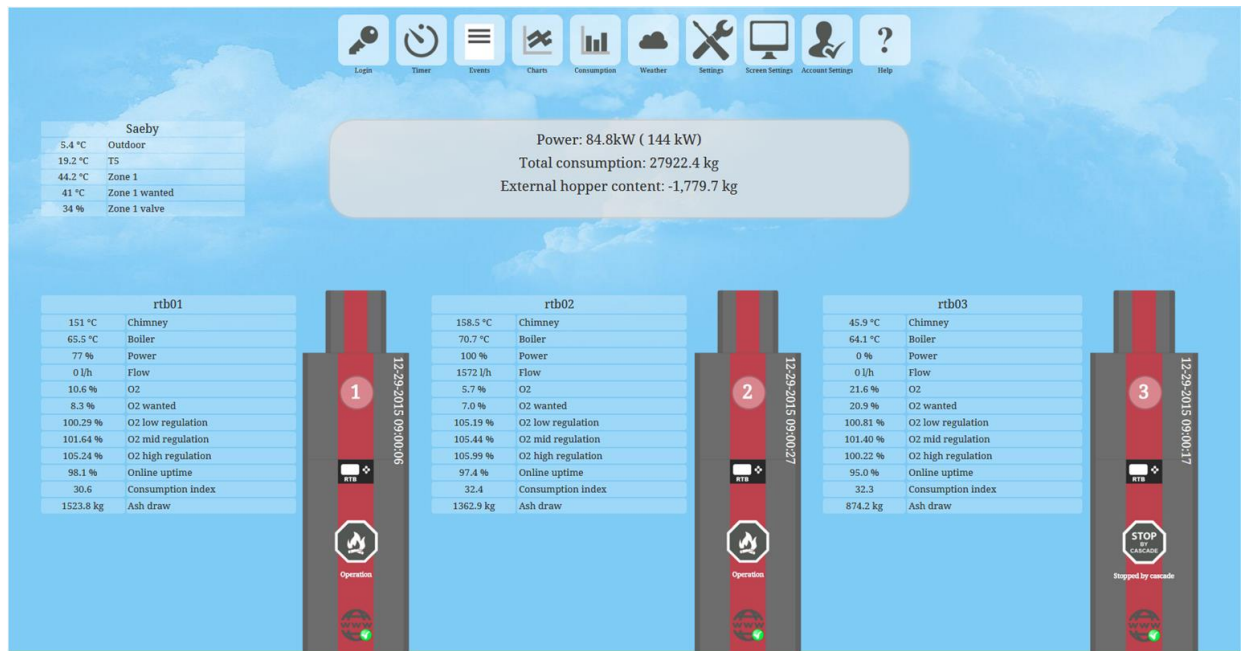 Login Timer Events Charts Consumption Weather Settings Screen Settings Account Settings ? Help
Saeby
5.4 °C Outdoor
19.2 °C T5
44.2 °C Zone 1
41 °C Zone 1 wanted
34 % Zone 1 valve
Power: 84.8kW ( 144 kW)
Total consumption: 27922.4 kg
External hopper content: -1,779.7 kg
rtb01
151 °C Chimney
65.5 °C Boiler
77 % Power
0 l/h Flow
10.6 % O2
8.3 % O2 wanted
100.29 % O2 low regulation
101.64 % O2 mid regulation
105.24 % O2 high regulation
98.1 % Online uptime
30.6 Consumption index
1523.8 kg Ash draw
1
12-29-2015 09:00:06
RTB
Operation
www
rtb02
158.5 °C Chimney
70.7 °C Boiler
100 % Power
1572 l/h Flow
5.7 % O2
7.0 % O2 wanted
105.19 % O2 low regulation
105.44 % O2 mid regulation
105.99 % O2 high regulation
97.4 % Online uptime
32.4 Consumption index
1362.9 kg Ash draw
2
12-29-2015 09:00:27
RTB
Operation
www
rtb03
45.9 °C Chimney
64.1 °C Boiler
0 % Power
0 l/h Flow
21.6 % O2
20.9 % O2 wanted
100.81 % O2 low regulation
101.40 % O2 mid regulation
100.22 % O2 high regulation
95.0 % Online uptime
32.3 Consumption index
874.2 kg Ash draw
3
12-29-2015 09:00:17
RTB
STOP
BY
CASCADE
Stopped by cascade
www